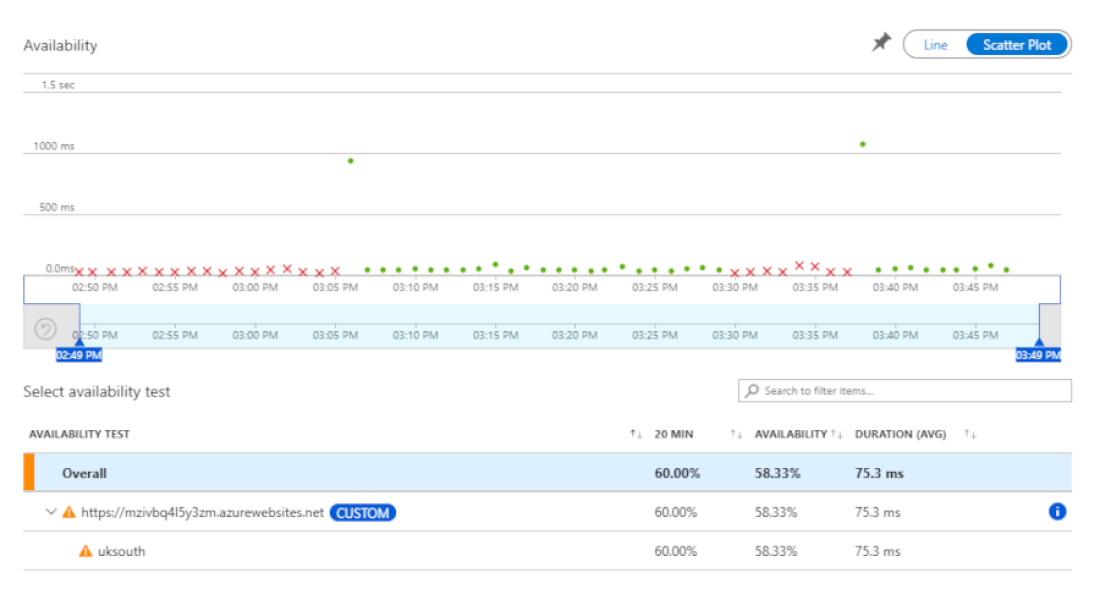 Availability
Line Scatter Plot
1.5 sec
1000 ms
500 ms
0.0ms
02:50 PM 02:55 PM 03:00 PM 03:05 PM 03:10 PM 03:15 PM 03:20 PM 03:25 PM 03:30 PM 03:35 PM 03:40 PM 03:45 PM
02:50 PM 02:55 PM 03:00 PM 03:05 PM 03:10 PM 03:15 PM 03:20 PM 03:25 PM 03:30 PM 03:35 PM 03:40 PM 03:45 PM
02:49 PM 03:49 PM
Select availability test
Search to filter items...
AVAILABILITY TEST 20 MIN AVAILABILITY DURATION (AVG)
Overall 60.00% 58.33% 75.3 ms
https://mzivbq4l5y3zm.azurewebsites.net CUSTOM 60.00% 58.33% 75.3 ms
uksouth 60.00% 58.33% 75.3 ms